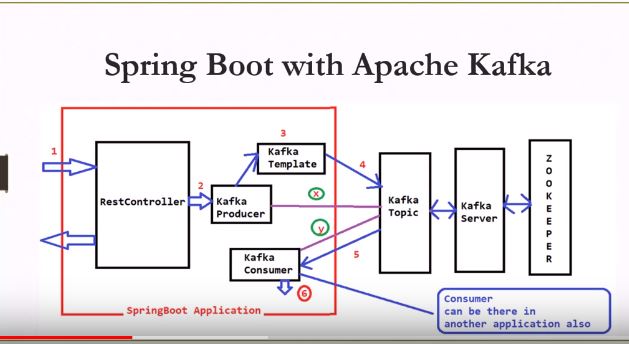 Spring Boot with Apache Kafka
1
RestController
2
Kafka
Producer
3
Kafka
Template
4
x
y
5
Kafka
Consumer
6
SpringBoot Application
Kafka
Topic
Kafka
Server
ZOOKEEPER
Consumer
can be there in
another application also